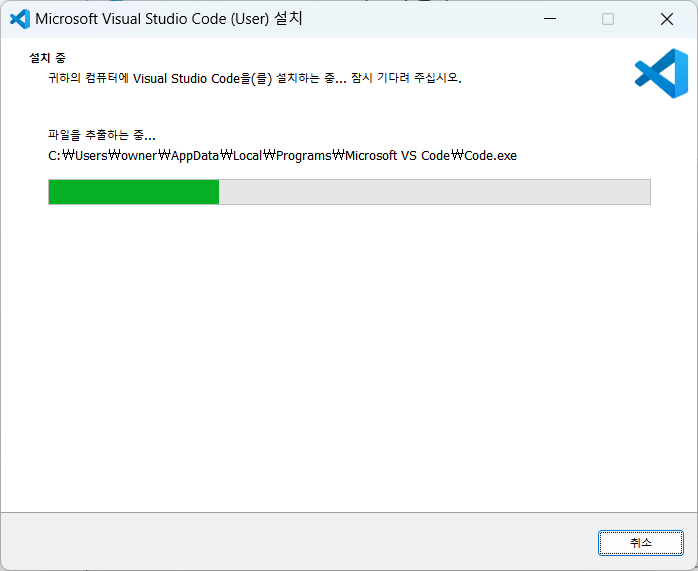 Microsoft Visual Studio Code (User) 설치
설치 중
귀하의 컴퓨터에 Visual Studio Code을(를) 설치하는 중... 잠시 기다려 주십시오.
파일을 추출하는 중...
C:₩Users₩owner₩AppData₩Local₩Programs₩Microsoft VS Code₩Code.exe
취소